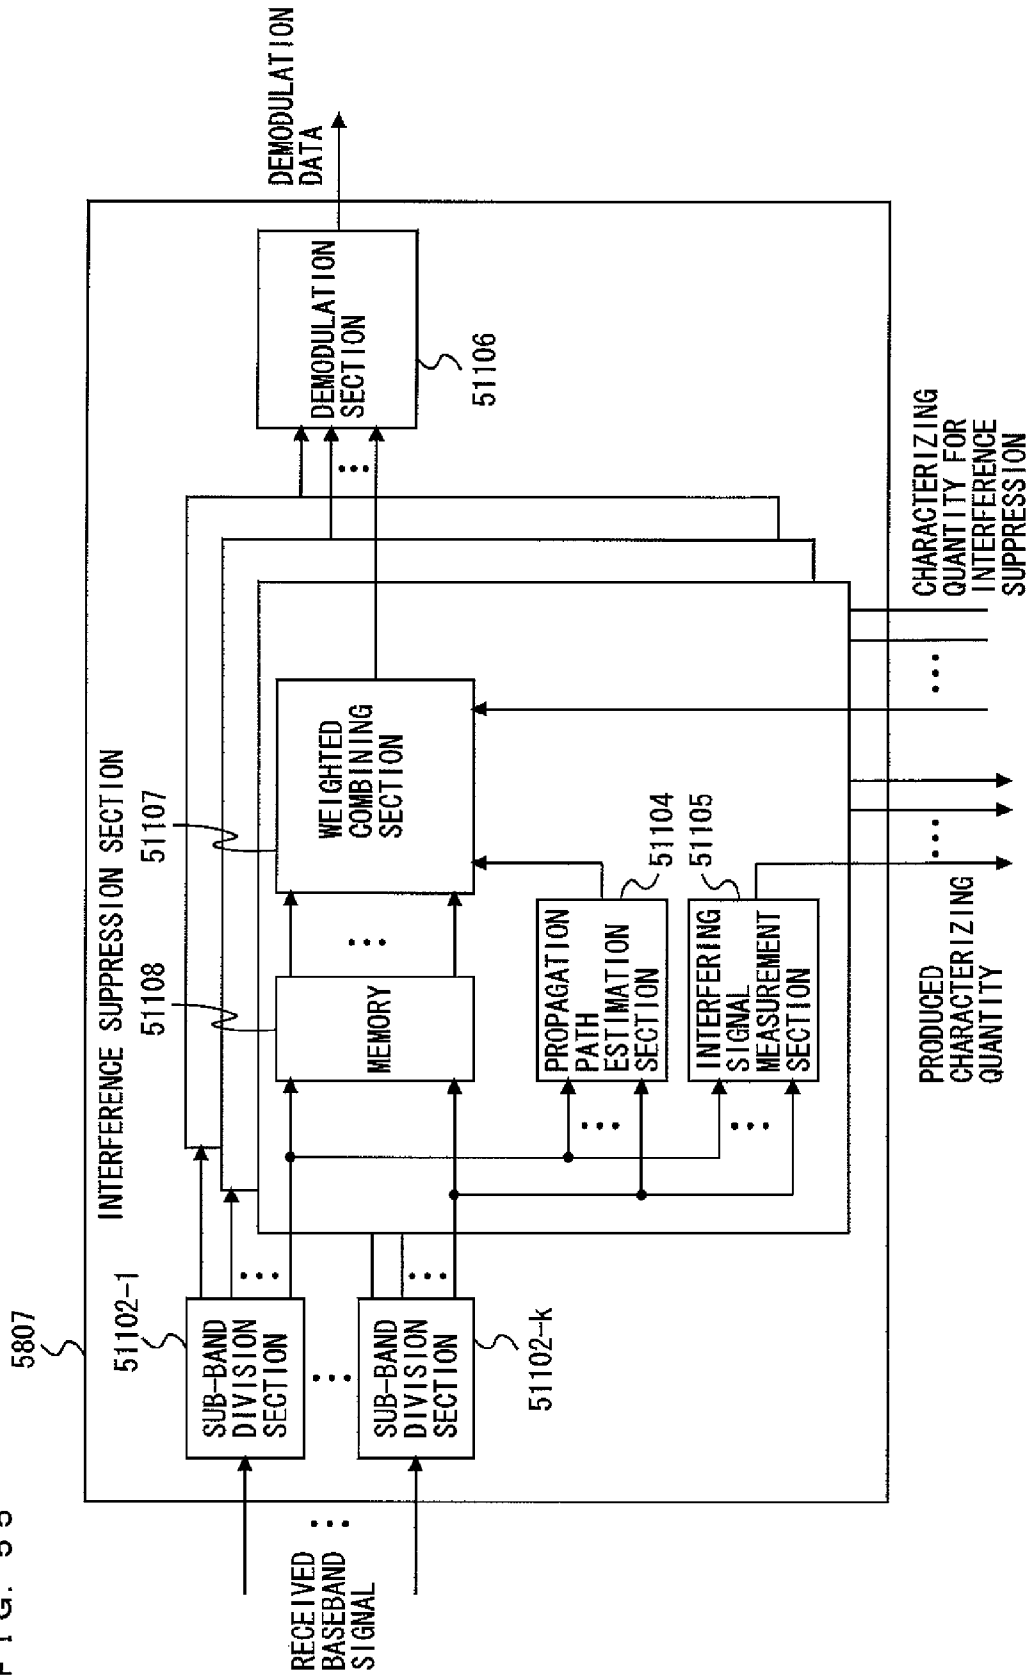 FIG. 55
5807
INTERFERENCE SUPPRESSION SECTION
RECEIVED
BASEBAND
SIGNAL
51102-1
SUB-BAND
DIVISION
SECTION
SUB-BAND
DIVISION
SECTION
51102-k
51108
MEMORY
51107
WEIGHTED
COMBINING
SECTION
PROPAGATION
PATH
ESTIMATION
SECTION
51104
INTERFERING
SIGNAL
MEASUREMENT
SECTION
51105
DEMODULATION
SECTION
51106
DEMODULATION
DATA
PRODUCED
CHARACTERIZING
QUANTITY
CHARACTERIZING
QUANTITY FOR
INTERFERENCE
SUPPRESSION